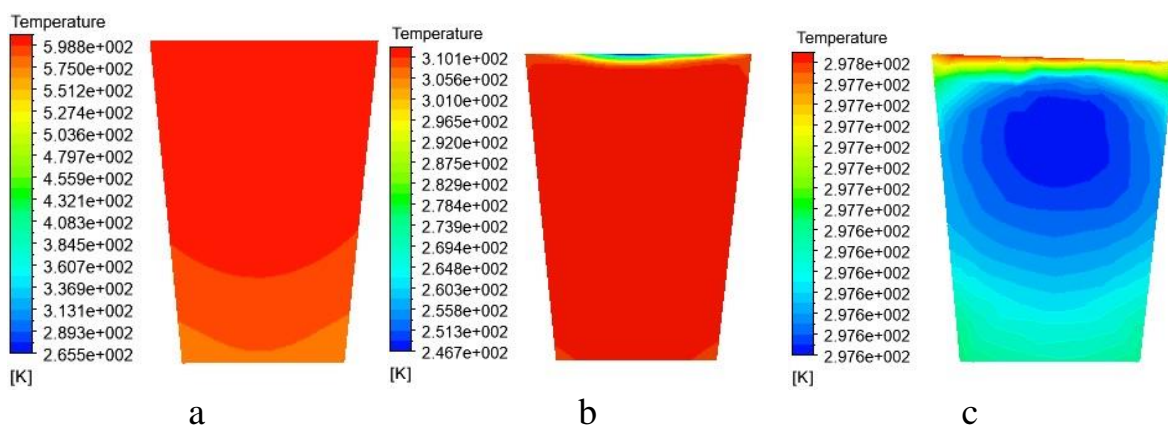 Temperature
5.988e+002
5.750e+002
5.512e+002
5.274e+002
5.036e+002
4.797e+002
4.559e+002
4.321e+002
4.083e+002
3.845e+002
3.607e+002
3.369e+002
3.131e+002
2.893e+002
2.655e+002
[K]
a
Temperature
3.101e+002
3.056e+002
3.010e+002
2.965e+002
2.920e+002
2.875e+002
2.829e+002
2.784e+002
2.739e+002
2.694e+002
2.648e+002
2.603e+002
2.558e+002
2.513e+002
2.467e+002
[K]
b
Temperature
2.978e+002
2.977e+002
2.977e+002
2.977e+002
2.977e+002
2.977e+002
2.977e+002
2.977e+002
2.976e+002
2.976e+002
2.976e+002
2.976e+002
2.976e+002
2.976e+002
[K]
c